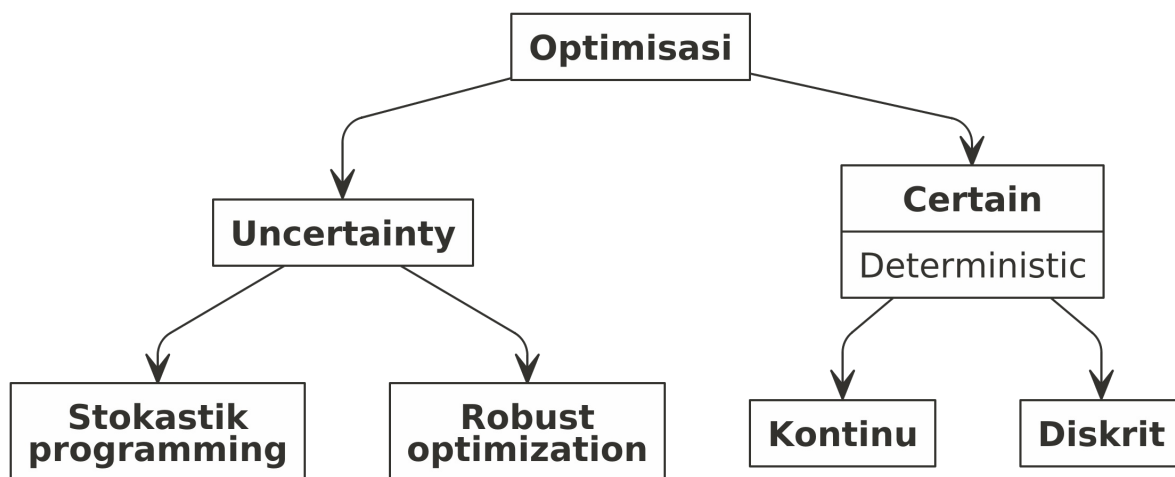 Optimisasi
Uncertainty
Certain
Deterministic
Stokastik
programming
Robust
optimization
Kontinu
Diskrit